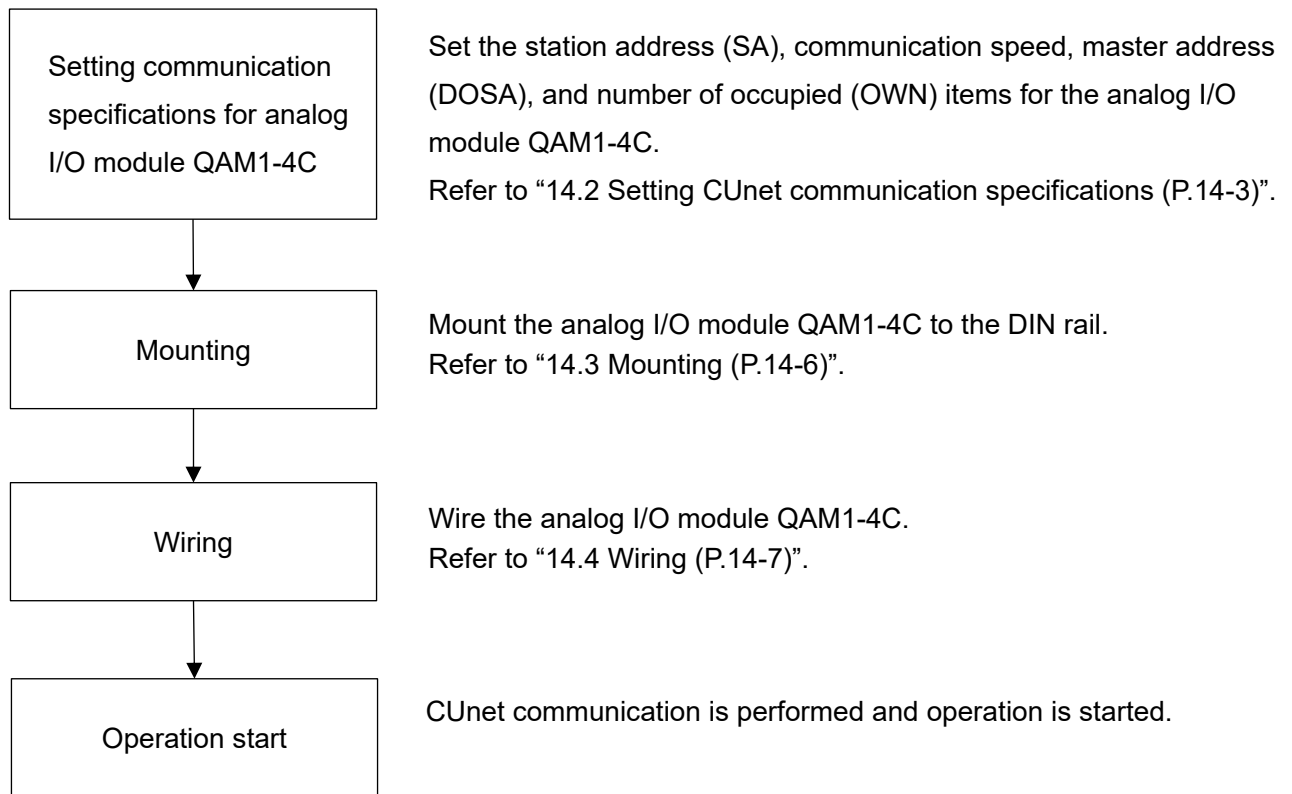 Setting communication
specifications for analog
I/O module QAM1-4C
Set the station address (SA), communication speed, master address
(DOSA), and number of occupied (OWN) items for the analog I/O
module QAM1-4C.
Refer to “14.2 Setting CUnet communication specifications (P.14-3)”.
Mounting
Mount the analog I/O module QAM1-4C to the DIN rail.
Refer to “14.3 Mounting (P.14-6)”.
Wiring
Wire the analog I/O module QAM1-4C.
Refer to “14.4 Wiring (P.14-7)”.
Operation start
CUnet communication is performed and operation is started.